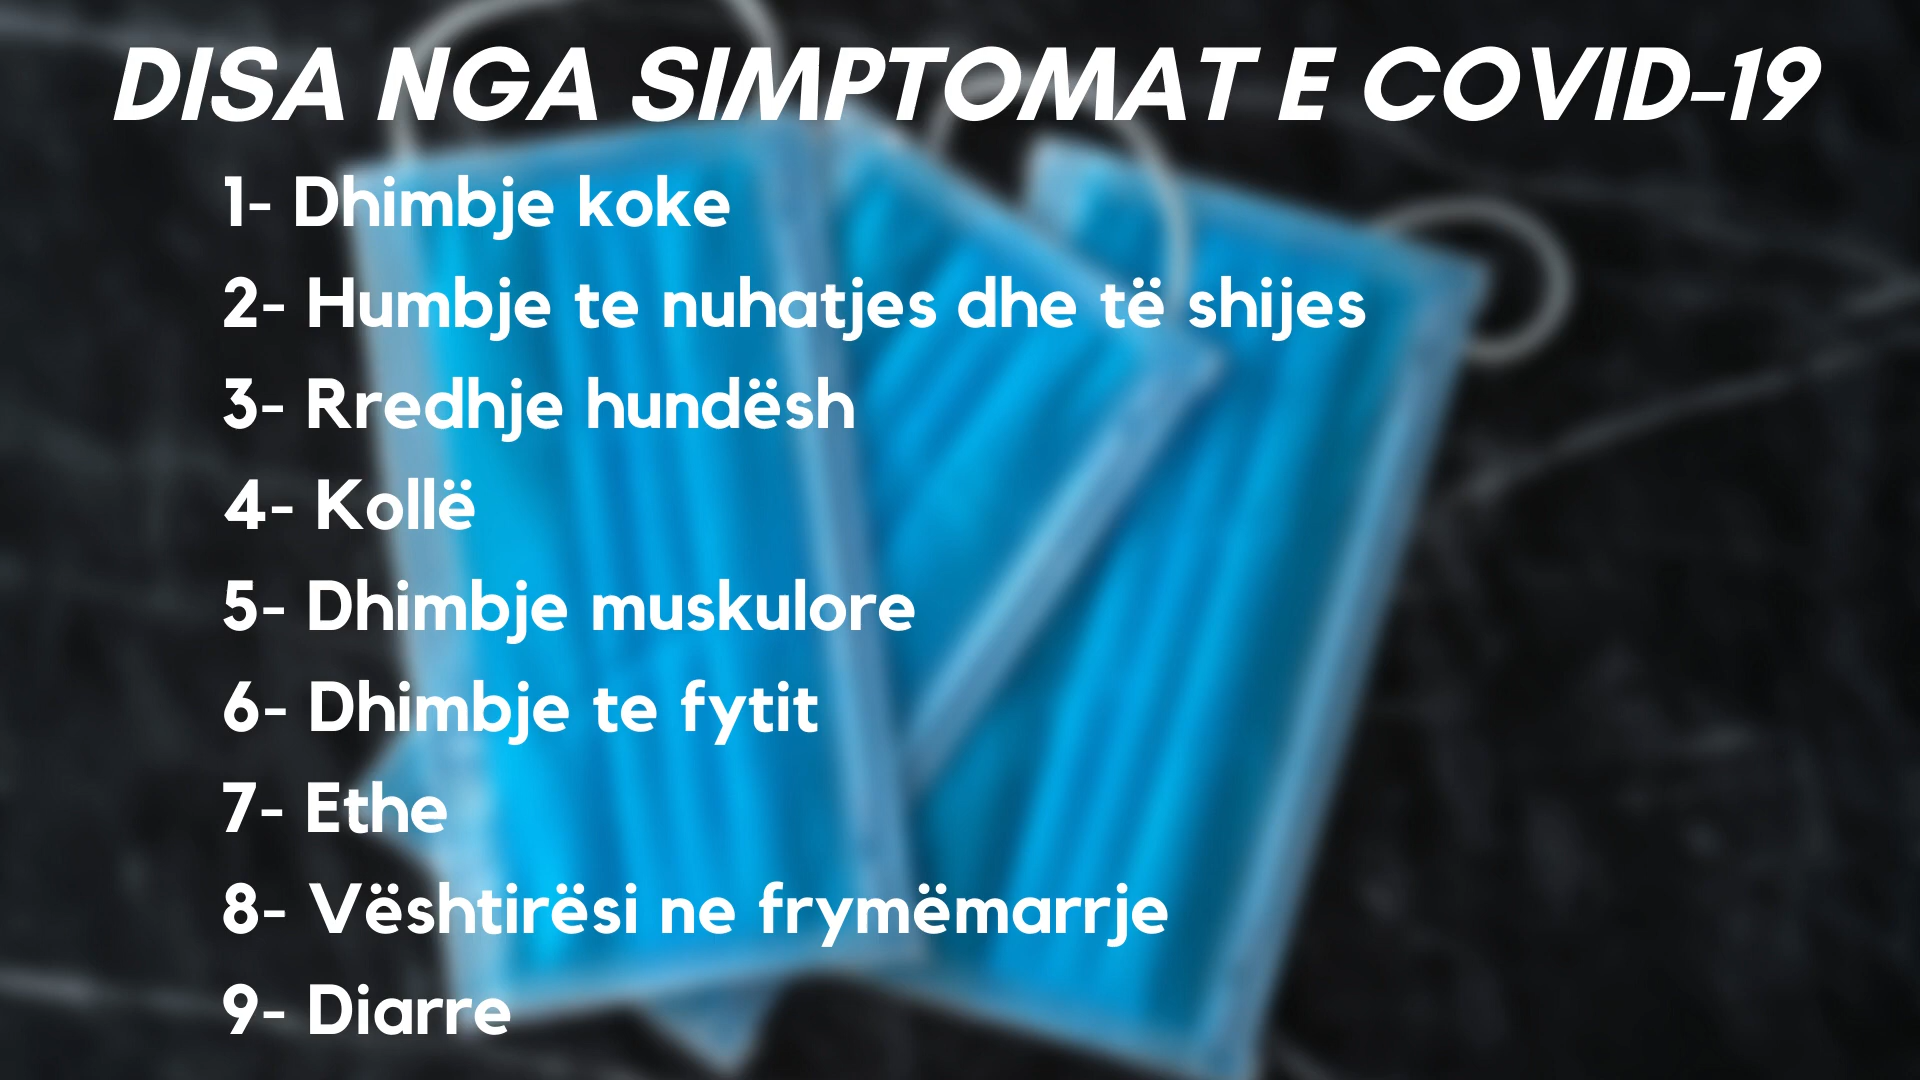 DISA NGA SIMPTOMAT E COVID-19
1- Dhimbje koke
2- Humbje te nuhatjes dhe të shijes
3- Rredhje hundësh
4- Kollë
5- Dhimbje muskulore
6- Dhimbje te fytit
7- Ethe
8- Vështirësi ne frymëmarrje
9- Diarre